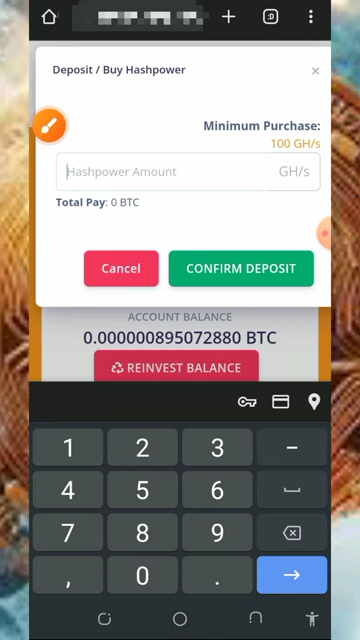 :D
Deposit / Buy Hashpower
×
Minimum Purchase:
100 GH/s
Hashpower Amount GH/s
Total Pay: 0 BTC
Cancel CONFIRM DEPOSIT
ACCOUNT BALANCE
0.000000895072880 BTC
REINVEST BALANCE
1 2 3 −
4 5 6
7 8 9
, 0 .